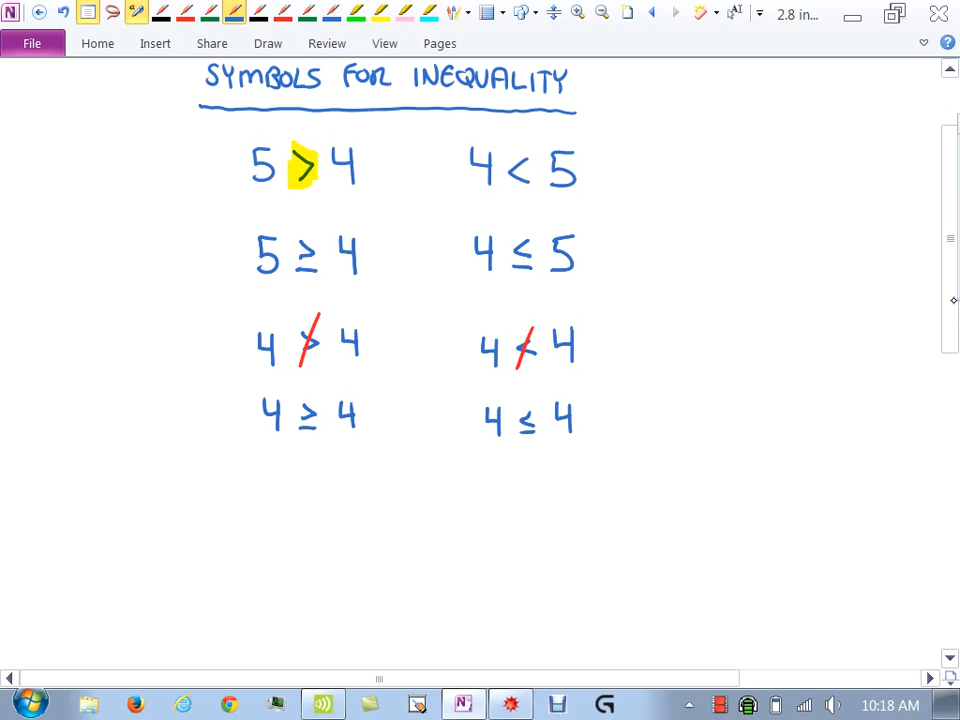 2.8 in...
File Home Insert Share Draw Review View Pages
SYMBOLS FOR INEQUALITY
5 > 4 4 < 5
5 ≥ 4 4 ≤ 5
4 ≯ 4 4 ≮ 4
4 ≥ 4 4 ≤ 4
10:18 AM